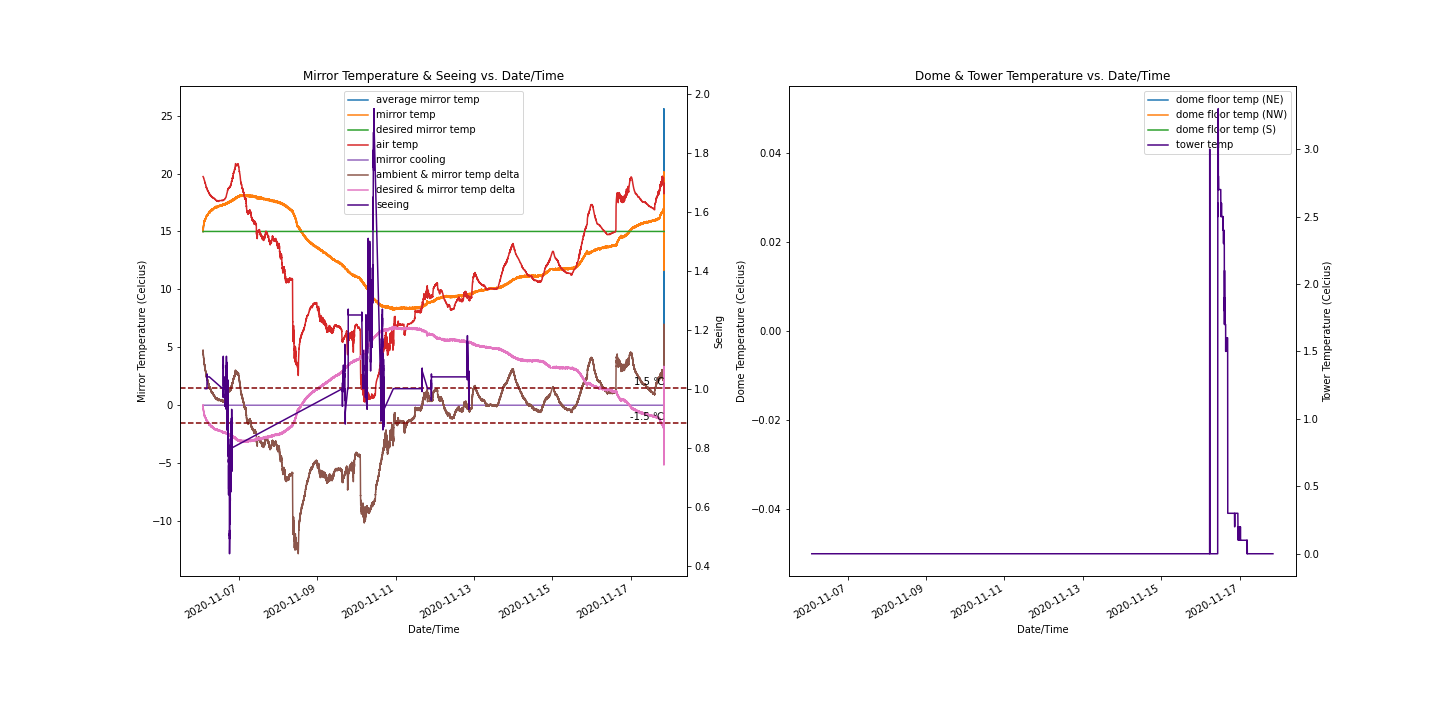 Mirror Temperature & Seeing vs. Date/Time
average mirror temp
mirror temp
desired mirror temp
air temp
mirror cooling
ambient & mirror temp delta
desired & mirror temp delta
seeing
25
20
15
10
5
0
−5
−10
Mirror Temperature (Celcius)
2.0
1.8
1.6
1.4
1.2
1.0
0.8
0.6
0.4
Seeing
1.5 °C
-1.5 °C
2020-11-07
2020-11-09
2020-11-11
2020-11-13
2020-11-15
2020-11-17
Date/Time
Dome & Tower Temperature vs. Date/Time
dome floor temp (NE)
dome floor temp (NW)
dome floor temp (S)
tower temp
0.04
0.02
0.00
−0.02
−0.04
Dome Temperature (Celcius)
3.0
2.5
2.0
1.5
1.0
0.5
0.0
Tower Temperature (Celcius)
2020-11-07
2020-11-09
2020-11-11
2020-11-13
2020-11-15
2020-11-17
Date/Time